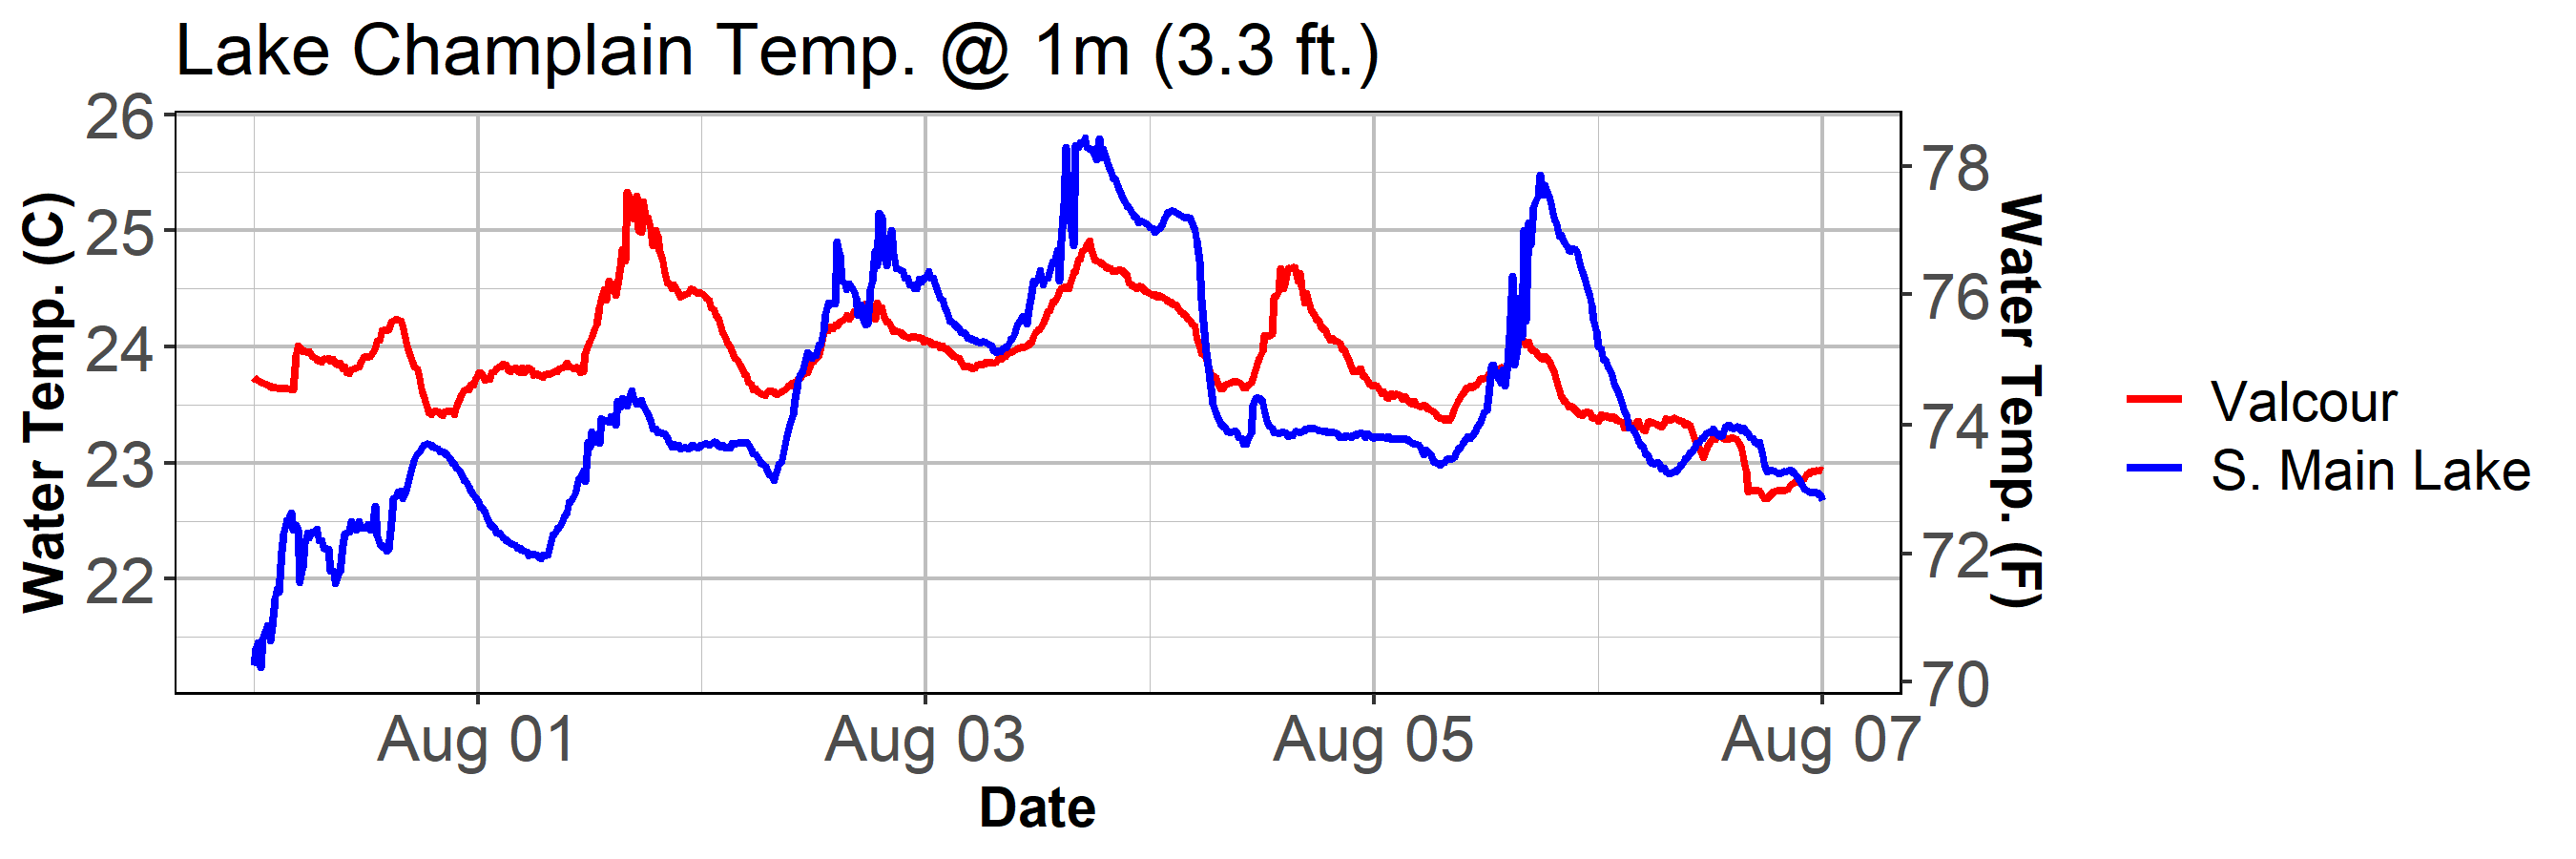 Lake Champlain Temp. @ 1m (3.3 ft.)
Water Temp. (C)
26
25
24
23
22
78
76
74
72
70
Water Temp. (F)
Aug 01
Aug 03
Aug 05
Aug 07
Date
Valcour
S. Main Lake